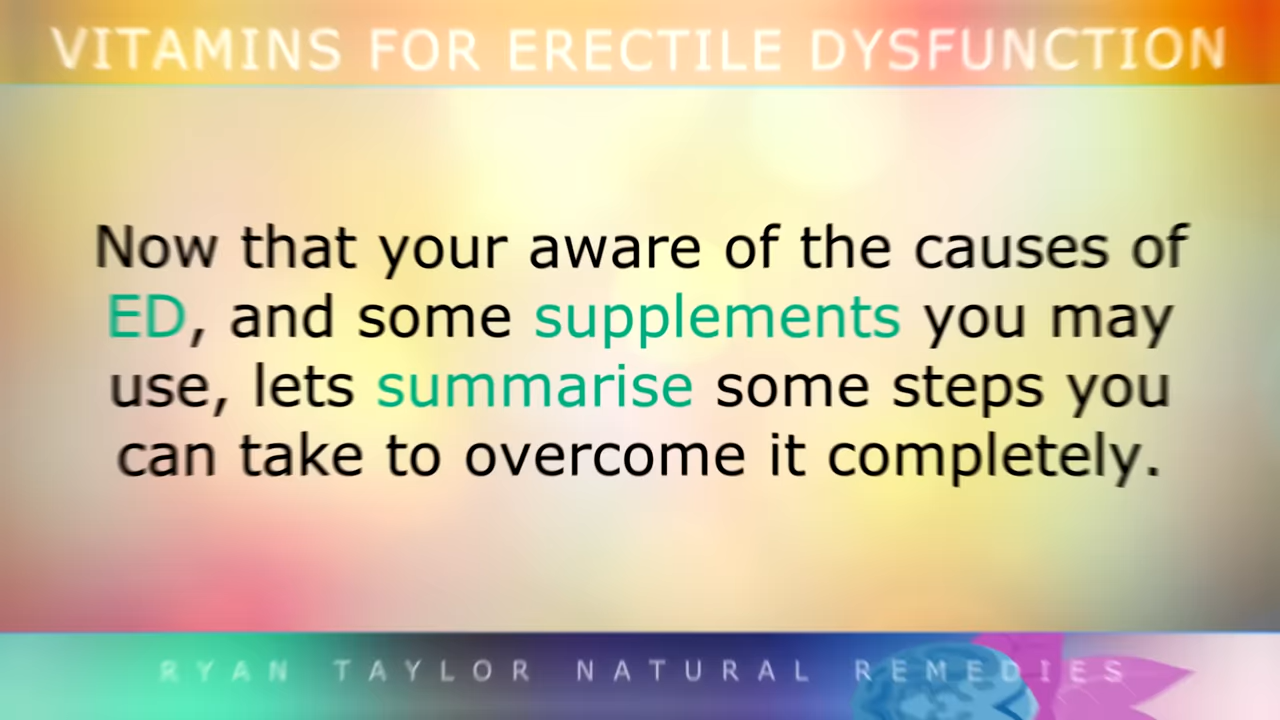 VITAMINS FOR ERECTILE DYSFUNCTION
Now that your aware of the causes of
ED, and some supplements you may
use, lets summarise some steps you
can take to overcome it completely.
RYAN TAYLOR NATURAL REMEDIES